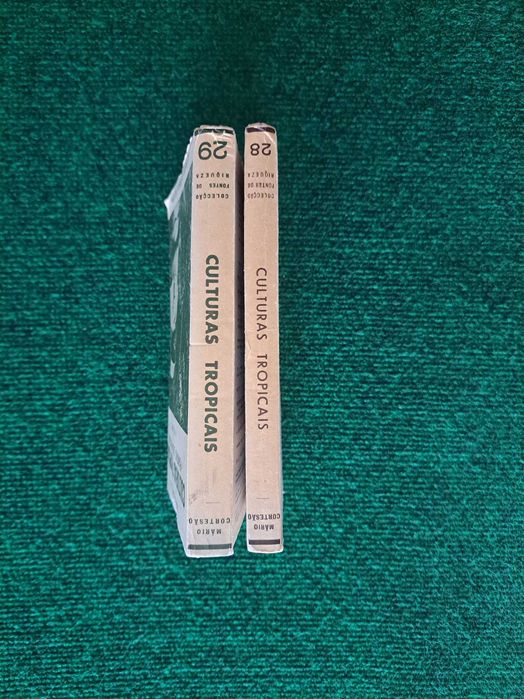 29
COLECÇÃO
FONTES DE
RIQUEZA
CULTURAS TROPICAIS
MÁRIO
CORTESÃO
28
COLECÇÃO
FONTES DE
RIQUEZA
CULTURAS TROPICAIS
MÁRIO
CORTESÃO